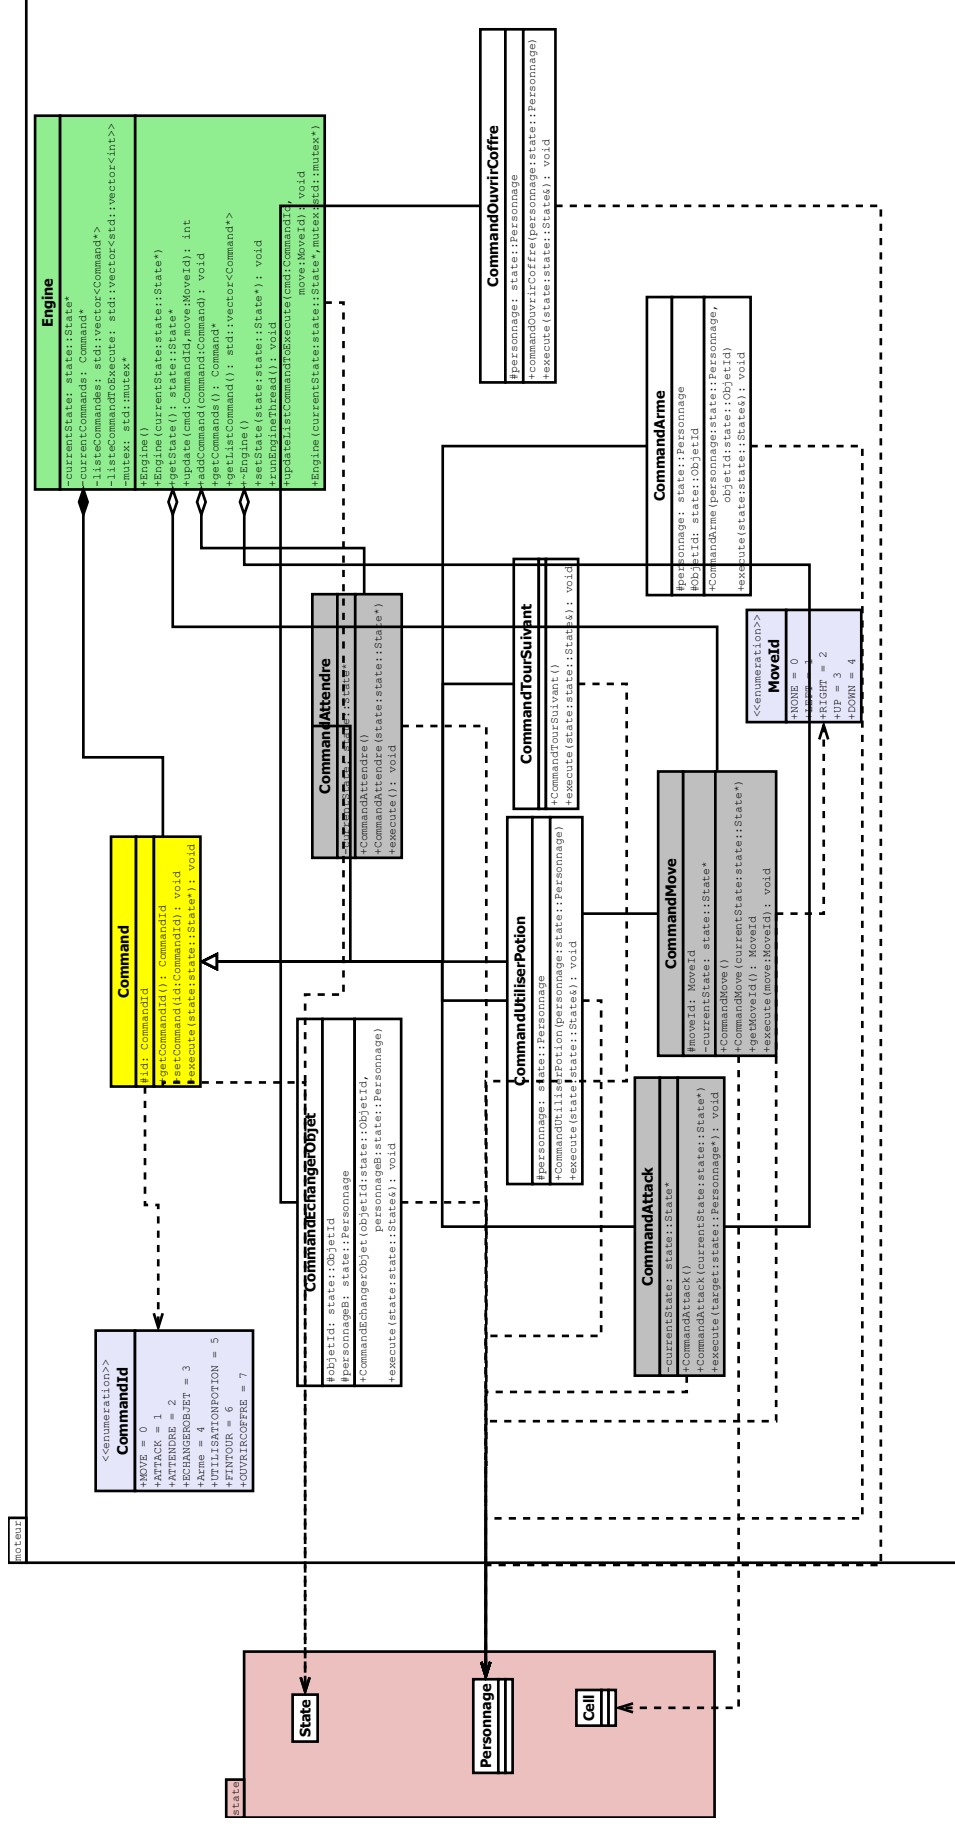 moteur
Engine
-currentState: state::State*
-currentCommands: Command*
-listeCommandes: std::vector<Command*>
-listeCommandToExecute: std::vector<std::vector<int>>
-mutex: std::mutex*
+Engine()
+Engine(currentState:state::State*)
+getState(): state::State*
+update(cmd:CommandId,move:MoveId): int
+addCommand(command:Command): void
+getCommands(): Command*
+getListCommand(): std::vector<Command*>
+~Engine()
+setState(state:state::State*): void
+runEngineThread(): void
+updateListCommandToExecute(cmd:CommandId,
move:MoveId): void
+Engine(currentState:state::State*,mutex:std::mutex*)
Command
#id: CommandId
+getCommandId(): CommandId
+setCommand(id:CommandId): void
+execute(state:state::State*): void
<<enumeration>>
CommandId
+MOVE = 0
+ATTACK = 1
+ATTENDRE = 2
+ECHANGEROBJET = 3
+Arme = 4
+UTILISATIONPOTION = 5
+FINTOUR = 6
+OUVRIRCOFFRE = 7
CommandAttendre
-currentState: state::State*
+CommandAttendre()
+CommandAttendre(state:state::State*)
+execute(): void
CommandEchangerObjet
#objetId: state::ObjetId
#personnageB: state::Personnage
+CommandEchangerObjet(objetId:state::ObjetId,
personnageB:state::Personnage)
+execute(state:state::State&): void
CommandOuvrirCoffre
#personnage: state::Personnage
+commandOuvrirCoffre(personnage:state::Personnage)
+execute(state:state::State&): void
CommandTourSuivant
+CommandTourSuivant()
+execute(state:state::State&): void
CommandUtiliserPotion
#personnage: state::Personnage
+CommandUtiliserPotion(personnage:state::Personnage)
+execute(state:state::State&): void
CommandArme
#personnage: state::Personnage
#ObjetId: state::ObjetId
+CommandArme(personnage:state::Personnage,
objetId:state::ObjetId)
+execute(state:state::State&): void
CommandMove
#moveId: MoveId
-currentState: state::State*
+CommandMove()
+CommandMove(currentState:state::State*)
+getMoveId(): MoveId
+execute(move:MoveId): void
CommandAttack
-currentState: state::State*
+CommandAttack()
+CommandAttack(currentState:state::State*)
+execute(target:state::Personnage*): void
<<enumeration>>
MoveId
+NONE = 0
+LEFT = 1
+RIGHT = 2
+UP = 3
+DOWN = 4
state
State
Personnage
Cell